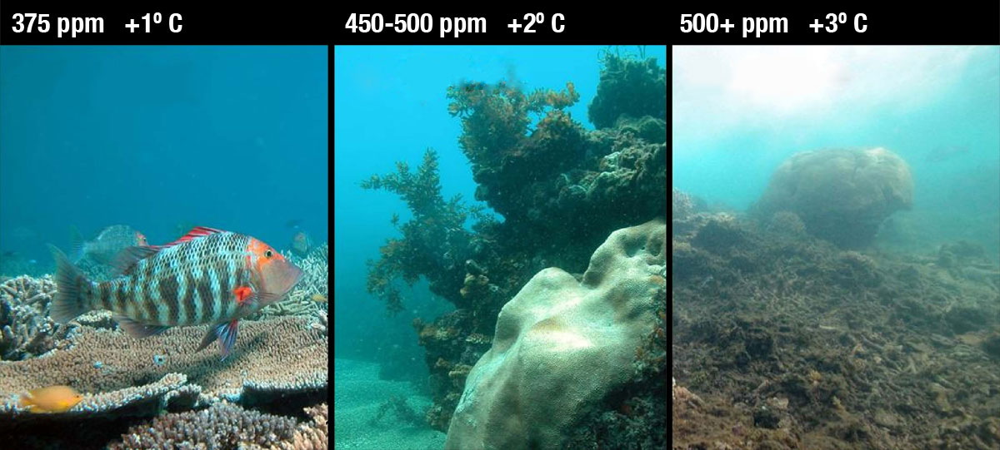 375 ppm +1º C
450-500 ppm +2º C
500+ ppm +3º C